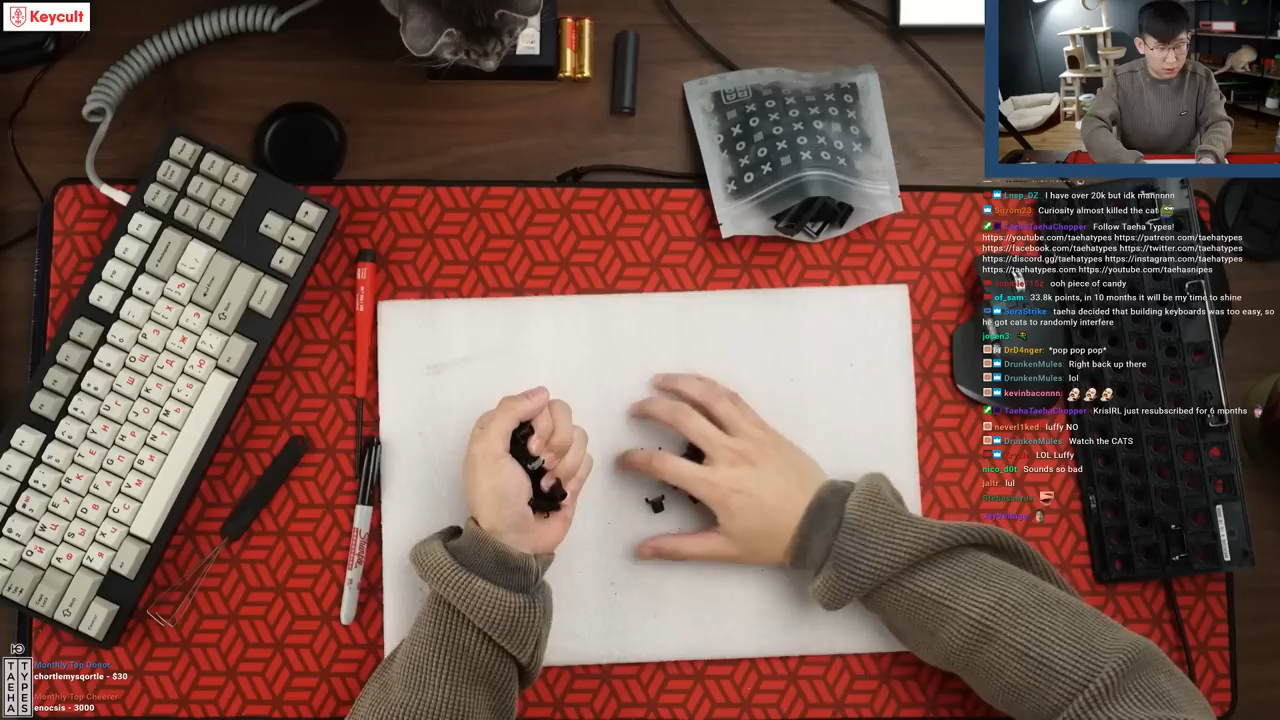 Keycult
Lnsp_DZ: I have over 20k but idk mannnnn
Sirrom23: Curiosity almost killed the cat
TaehaTaehaChopper: Follow Taeha Types!
https://youtube.com/taehatypes https://patreon.com/taehatypes
https://facebook.com/taehatypes https://twitter.com/taehatypes
https://discord.gg/taehatypes https://instagram.com/taehatypes
https://taehatypes.com https://youtube.com/taehasnipes
ooh piece of candy
of_sam: 33.8k points, in 10 months it will be my time to shine
SoraStrike: taeha decided that building keyboards was too easy, so
he got cats to randomly interfere
DrD4nger: *pop pop pop*
DrunkenMules: Right back up there
DrunkenMules: lol
kevinbaconnn:
TaehaTaehaChopper: KrisIRL just resubscribed for 6 months
neverl1ked: luffy NO
DrunkenMules: Watch the CATS
LOL Luffy
nico_d0t: Sounds so bad
jaltr: lul
Sharpie
TAEHA
TYPES
Monthly Top Donor
chortlemysqortle - $30
Monthly Top Cheerer
enocsis - 3000